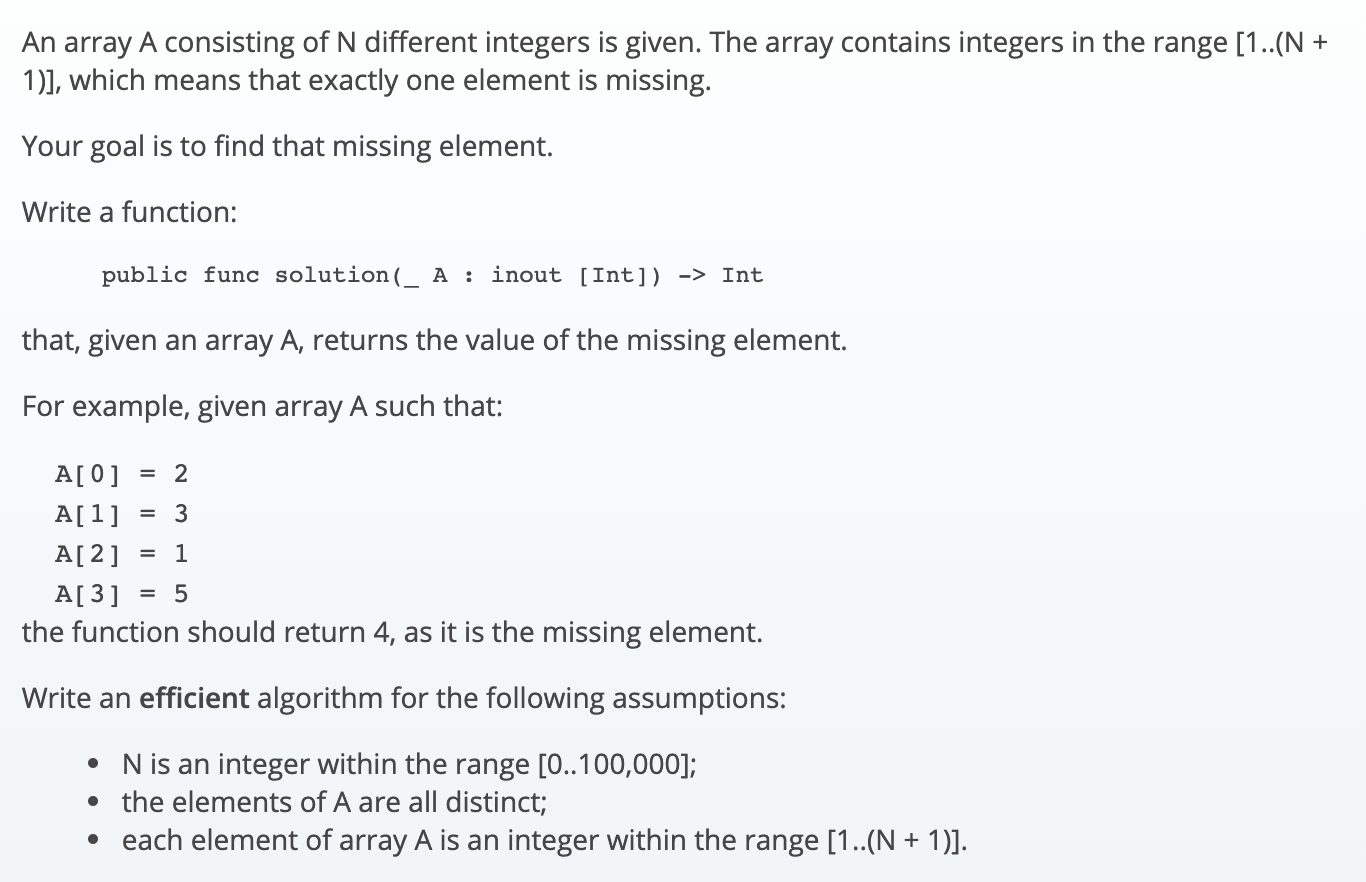 An array A consisting of N different integers is given. The array contains integers in the range [1..(N +
1)], which means that exactly one element is missing.
Your goal is to find that missing element.
Write a function:
public func solution(_ A : inout [Int]) -> Int
that, given an array A, returns the value of the missing element.
For example, given array A such that:
A[0] = 2
A[1] = 3
A[2] = 1
A[3] = 5
the function should return 4, as it is the missing element.
Write an efficient algorithm for the following assumptions:
• N is an integer within the range [0..100,000];
• the elements of A are all distinct;
• each element of array A is an integer within the range [1..(N + 1)].